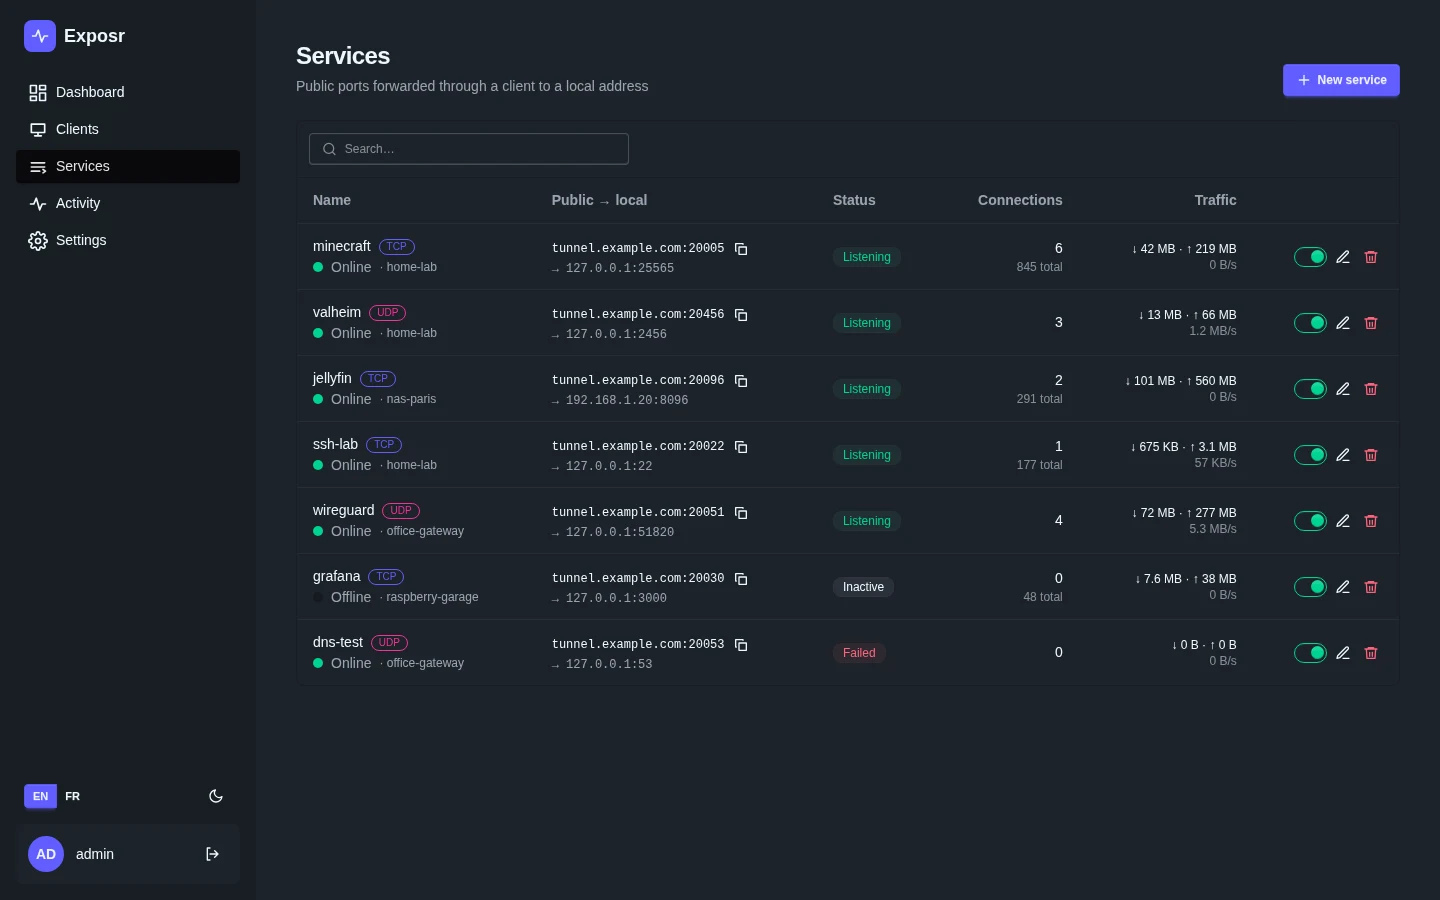 Exposr
Dashboard
Clients
Services
Activity
Settings
EN FR
AD admin
Services
Public ports forwarded through a client to a local address
+ New service
Search…
Name Public → local Status Connections Traffic
minecraft TCP tunnel.example.com:20005 Listening 6 ↓ 42 MB · ↑ 219 MB
Online · home-lab → 127.0.0.1:25565 845 total 0 B/s
valheim UDP tunnel.example.com:20456 Listening 3 ↓ 13 MB · ↑ 66 MB
Online · home-lab → 127.0.0.1:2456 1.2 MB/s
jellyfin TCP tunnel.example.com:20096 Listening 2 ↓ 101 MB · ↑ 560 MB
Online · nas-paris → 192.168.1.20:8096 291 total 0 B/s
ssh-lab TCP tunnel.example.com:20022 Listening 1 ↓ 675 KB · ↑ 3.1 MB
Online · home-lab → 127.0.0.1:22 177 total 57 KB/s
wireguard UDP tunnel.example.com:20051 Listening 4 ↓ 72 MB · ↑ 277 MB
Online · office-gateway → 127.0.0.1:51820 5.3 MB/s
grafana TCP tunnel.example.com:20030 Inactive 0 ↓ 7.6 MB · ↑ 38 MB
Offline · raspberry-garage → 127.0.0.1:3000 48 total 0 B/s
dns-test UDP tunnel.example.com:20053 Failed 0 ↓ 0 B · ↑ 0 B
Online · office-gateway → 127.0.0.1:53 0 B/s